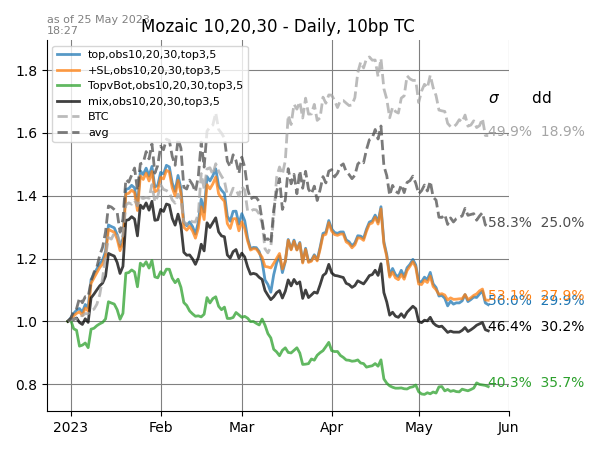 as of 25 May 2023
18:27
Mozaic 10,20,30 - Daily, 10bp TC
top,obs10,20,30,top3,5
+SL,obs10,20,30,top3,5
TopvBot,obs10,20,30,top3,5
mix,obs10,20,30,top3,5
BTC
avg
σ dd
49.9% 18.9%
58.3% 25.0%
53.1% 27.9%
56.0% 29.9%
46.4% 30.2%
40.3% 35.7%
1.8
1.6
1.4
1.2
1.0
0.8
2023 Feb Mar Apr May Jun